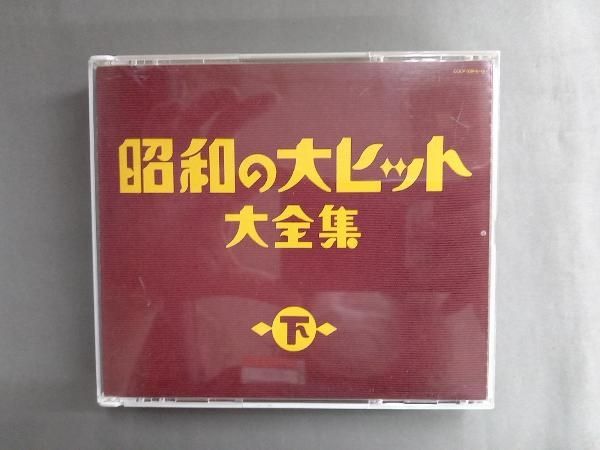 昭和の大ヒット
大全集
下